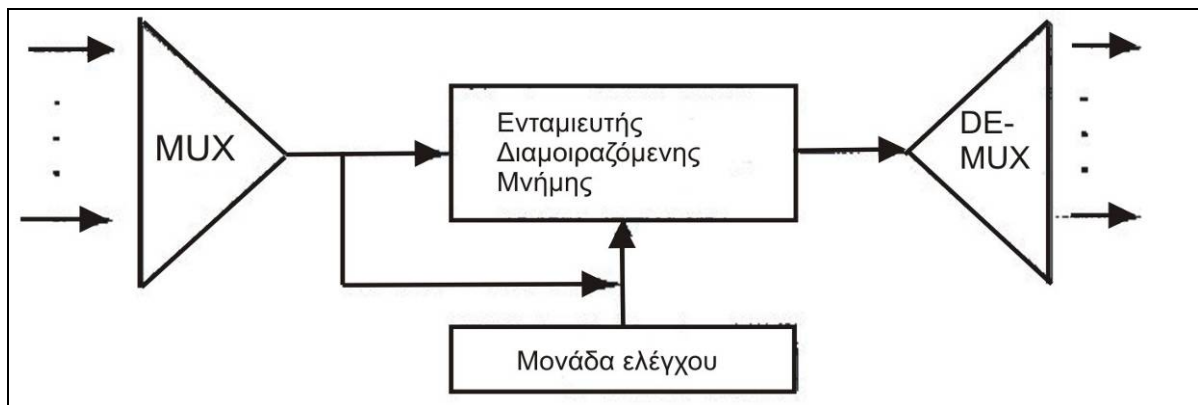 MUX
Ενταμιευτής
Διαμοιραζόμενης
Μνήμης
DE-
MUX
Μονάδα ελέγχου